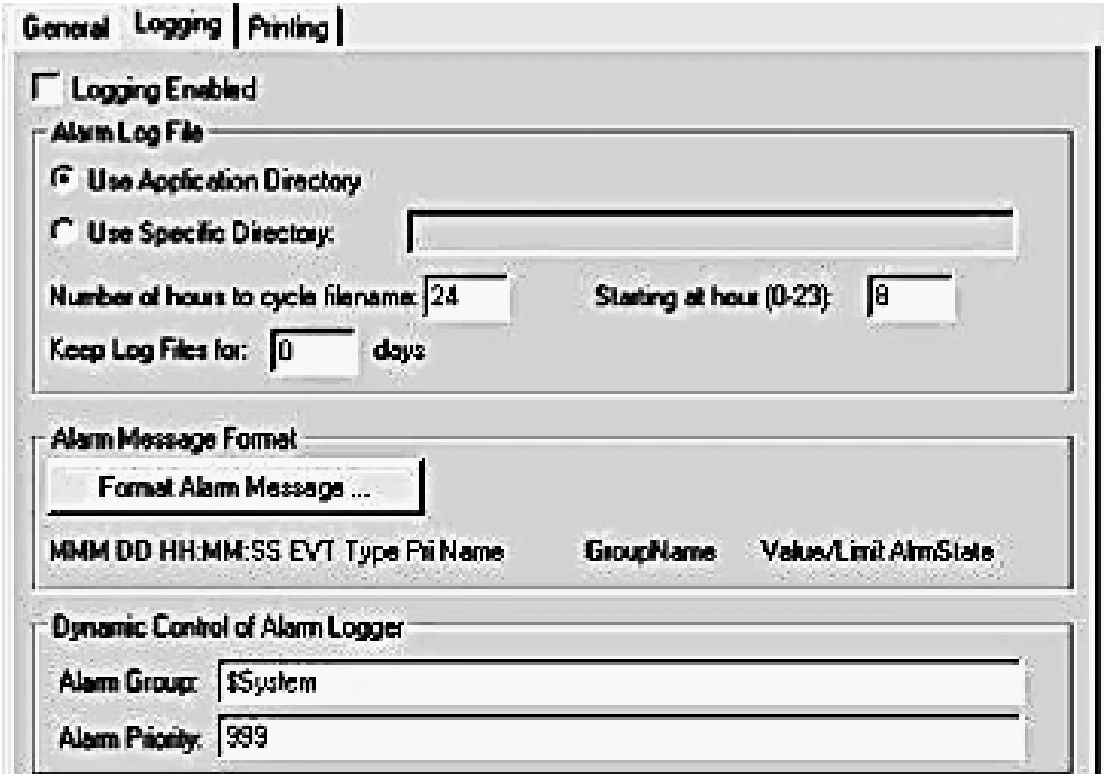 General Logging Printing
Logging Enabled
Alarm Log File
Use Application Directory
Use Specific Directory:
Number of hours to cycle filename: 24 Starting at hour (0-23): 8
Keep Log Files for: 0 days
Alarm Message Format
Format Alarm Message ...
MMM DD HH:MM:SS EVT Type Pri Name GroupName Value/Limit AlrmState
Dynamic Control of Alarm Logger
Alarm Group: $System
Alarm Priority: 999